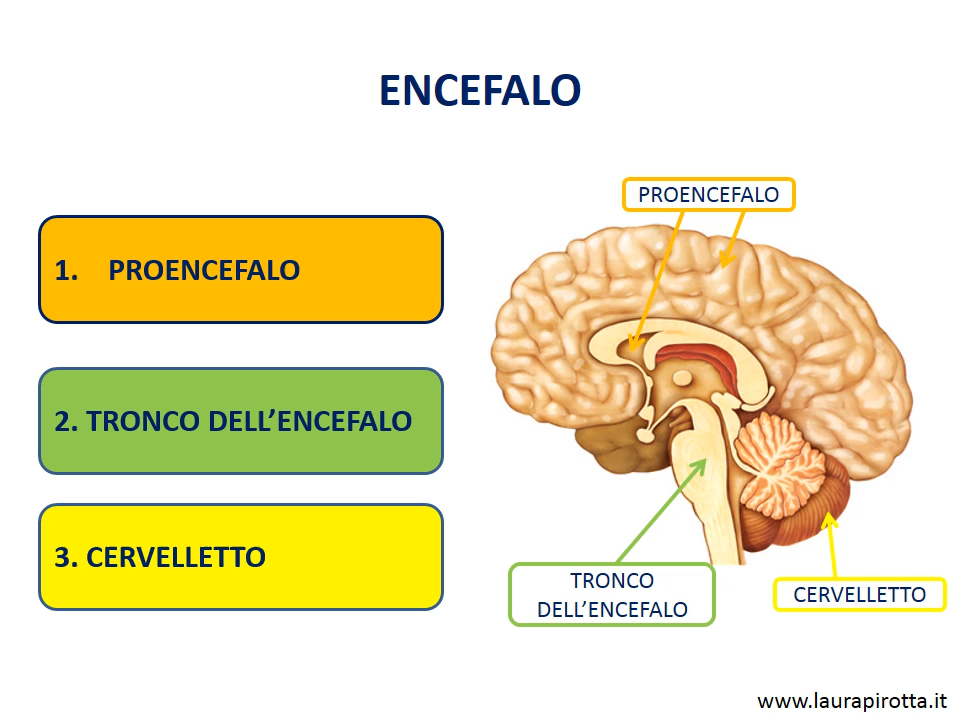 ENCEFALO
1. PROENCEFALO
2. TRONCO DELL’ENCEFALO
3. CERVELLETTO
PROENCEFALO
TRONCO
DELL’ENCEFALO
CERVELLETTO
www.laurapirotta.it